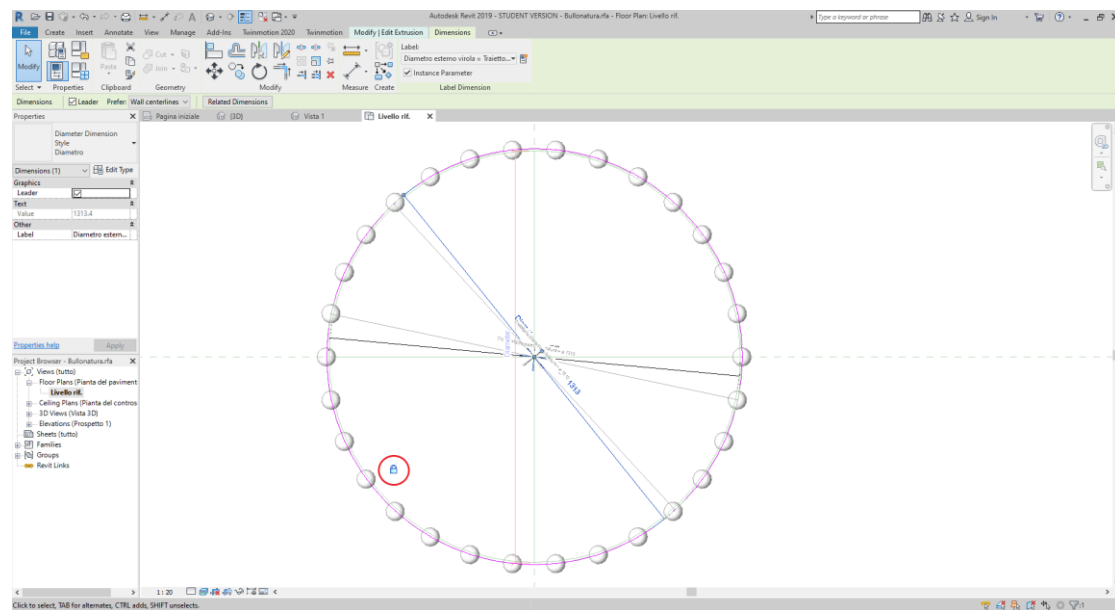 Autodesk Revit 2019 - STUDENT VERSION - Bullonatura.rfa - Floor Plan: Livello rif.
Type a keyword or phrase
Sign In
File Create Insert Annotate View Manage Add-Ins Twinmotion 2020 Twinmotion Modify | Edit Extrusion Dimensions
Modify
Paste
Cut
Join
Label:
Diametro esterno virola = Traietto...
Instance Parameter
Select Properties Clipboard Geometry Modify Measure Create Label Dimension
Dimensions Leader Prefer: Wall centerlines Related Dimensions
Properties
Pagina iniziale {3D} Vista 1 Livello rif.
Diameter Dimension
Style
Diametro
Dimensions (1) Edit Type
Graphics
Leader
Text
Value 1313.4
Other
Label Diametro estern...
1313
Properties help Apply
Project Browser - Bullonatura.rfa
Views (tutto)
Floor Plans (Pianta del paviment
Livello rif.
Ceiling Plans (Pianta del contros
3D Views (Vista 3D)
Elevations (Prospetto 1)
Sheets (tutto)
Families
Groups
Revit Links
1 : 20
Click to select, TAB for alternates, CTRL adds, SHIFT unselects.